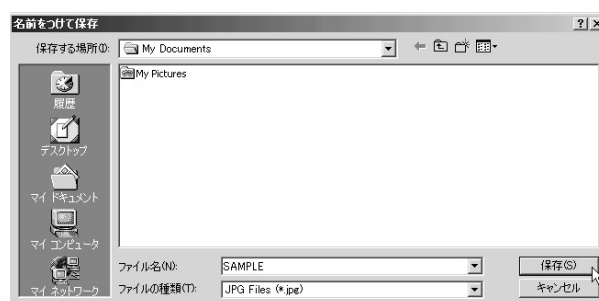 名前をつけて保存
保存する場所(I):
My Documents
My Pictures
履歴
デスクトップ
マイ ドキュメント
マイ コンピュータ
マイ ネットワーク
ファイル名(N):
SAMPLE
保存(S)
ファイルの種類(T):
JPG Files (*.jpg)
キャンセル